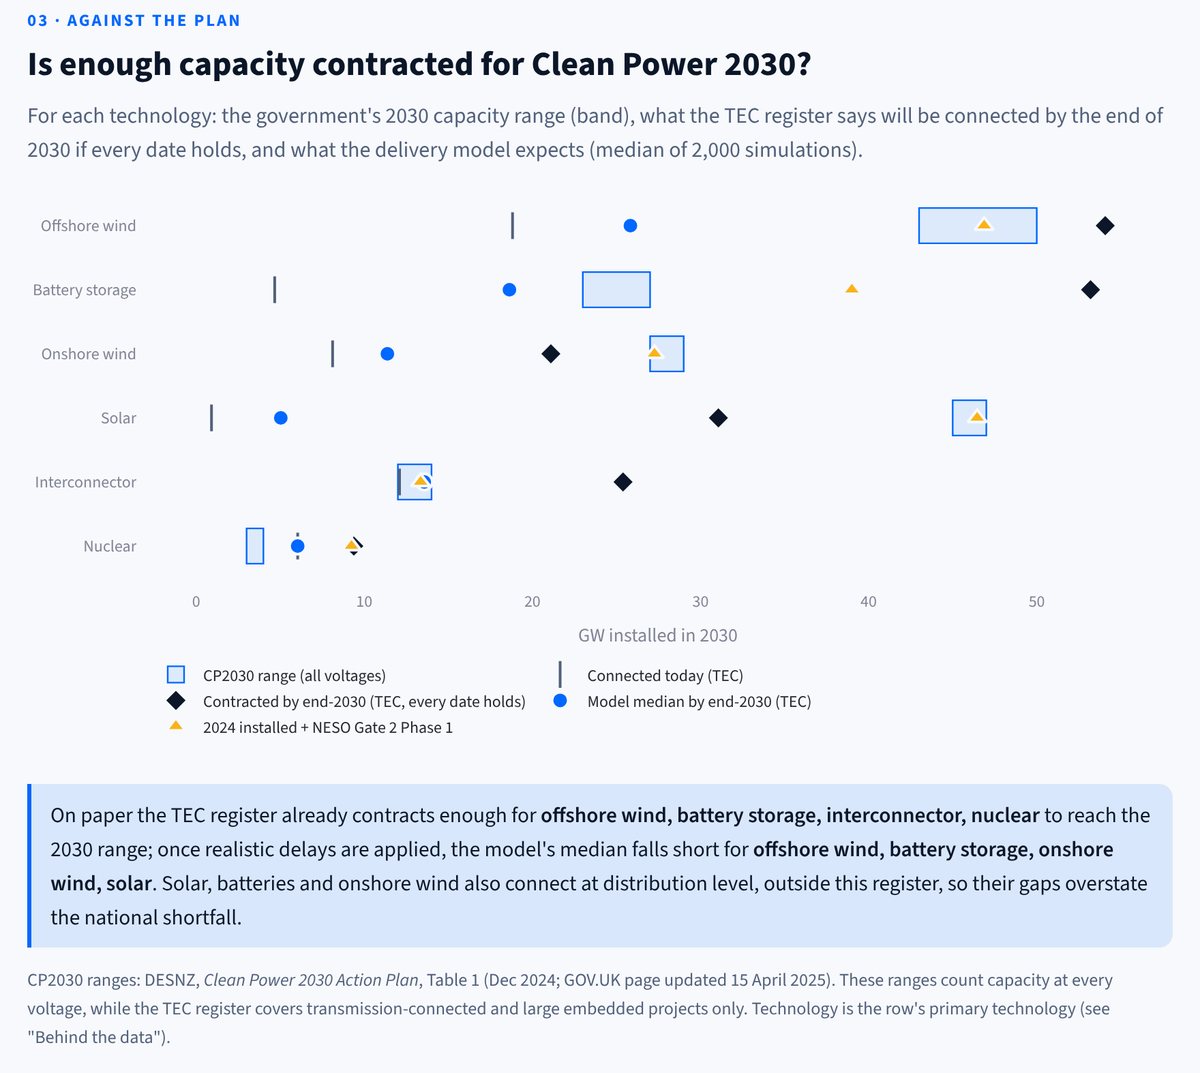 03 · AGAINST THE PLAN
Is enough capacity contracted for Clean Power 2030?
For each technology: the government's 2030 capacity range (band), what the TEC register says will be connected by the end of
2030 if every date holds, and what the delivery model expects (median of 2,000 simulations).
Offshore wind
Battery storage
Onshore wind
Solar
Interconnector
Nuclear
0 10 20 30 40 50
GW installed in 2030
CP2030 range (all voltages) Connected today (TEC)
Contracted by end-2030 (TEC, every date holds) Model median by end-2030 (TEC)
2024 installed + NESO Gate 2 Phase 1
On paper the TEC register already contracts enough for offshore wind, battery storage, interconnector, nuclear to reach the
2030 range; once realistic delays are applied, the model's median falls short for offshore wind, battery storage, onshore
wind, solar. Solar, batteries and onshore wind also connect at distribution level, outside this register, so their gaps overstate
the national shortfall.
CP2030 ranges: DESNZ, Clean Power 2030 Action Plan, Table 1 (Dec 2024; GOV.UK page updated 15 April 2025). These ranges count capacity at every
voltage, while the TEC register covers transmission-connected and large embedded projects only. Technology is the row's primary technology (see
"Behind the data").